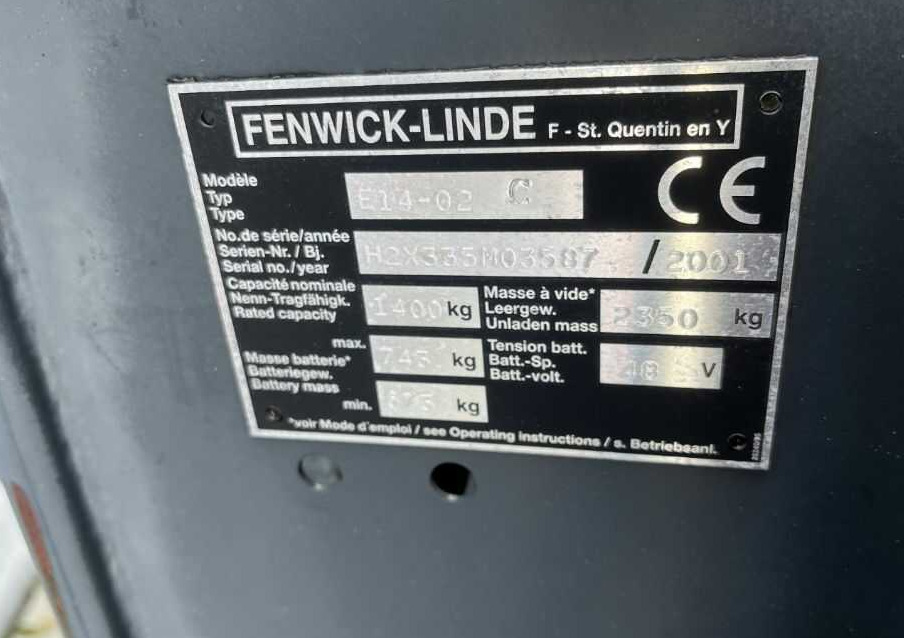 FENWICK-LINDE F - St. Quentin en Y
CE
Modèle
Typ
Type
E14-02 C
No.de série/année
Serien-Nr. / Bj.
Serial no./year
H2X335M03587 / 2001
Capacité nominale
Nenn-Tragfähigk.
Rated capacity
1400 kg
Masse à vide*
Leergew.
Unladen mass
2350 kg
Masse batterie*
Batteriegew.
Battery mass
max.
745 kg
min.
kg
Tension batt.
Batt.-Sp.
Batt.-volt.
48 V
*voir Mode d'emploi / see Operating instructions / s. Betriebsanl.